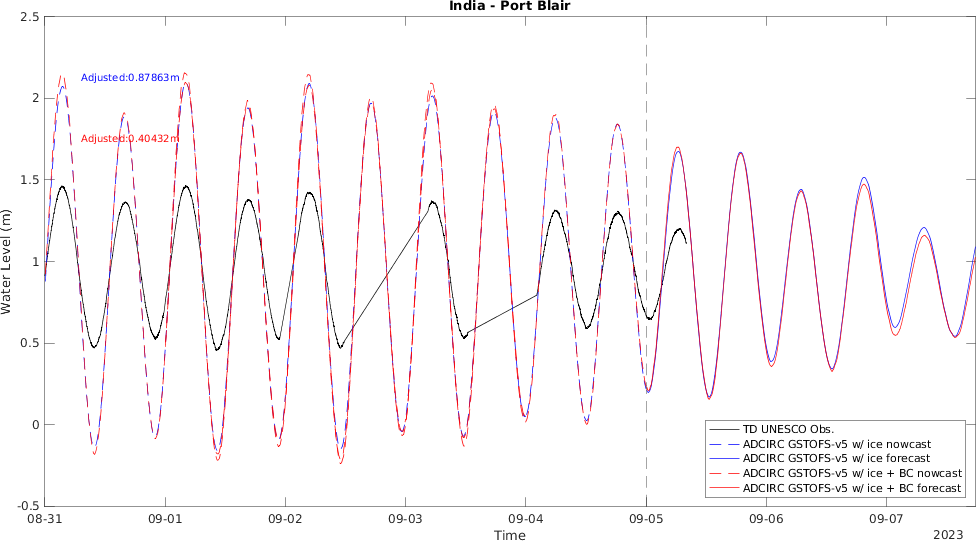 India - Port Blair
2.5
2
1.5
1
0.5
0
-0.5
Water Level (m)
Adjusted:0.87863m
Adjusted:0.40432m
TD UNESCO Obs.
ADCIRC GSTOFS-v5 w/ ice nowcast
ADCIRC GSTOFS-v5 w/ ice forecast
ADCIRC GSTOFS-v5 w/ ice + BC nowcast
ADCIRC GSTOFS-v5 w/ ice + BC forecast
08-31 09-01 09-02 09-03 09-04 09-05 09-06 09-07
Time
2023